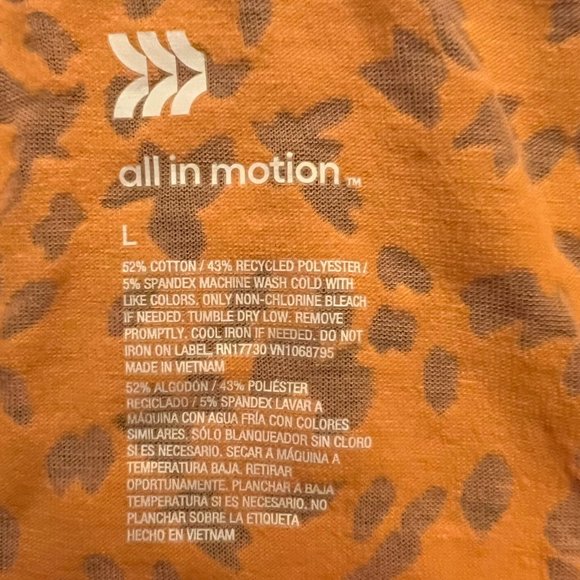 all in motion™
L
52% COTTON / 43% RECYCLED POLYESTER /
5% SPANDEX MACHINE WASH COLD WITH
LIKE COLORS. ONLY NON-CHLORINE BLEACH
IF NEEDED. TUMBLE DRY LOW. REMOVE
PROMPTLY. COOL IRON IF NEEDED. DO NOT
IRON ON LABEL, RN17730 VN1068795
MADE IN VIETNAM
52% ALGODÓN / 43% POLIÉSTER
RECICLADO / 5% SPANDEX LAVAR A
MÁQUINA CON AGUA FRÍA CON COLORES
SIMILARES. SÓLO BLANQUEADOR SIN CLORO
SI ES NECESARIO. SECAR A MÁQUINA A
TEMPERATURA BAJA. RETIRAR
OPORTUNAMENTE. PLANCHAR A BAJA
TEMPERATURA SI ES NECESARIO. NO
PLANCHAR SOBRE LA ETIQUETA
HECHO EN VIETNAM